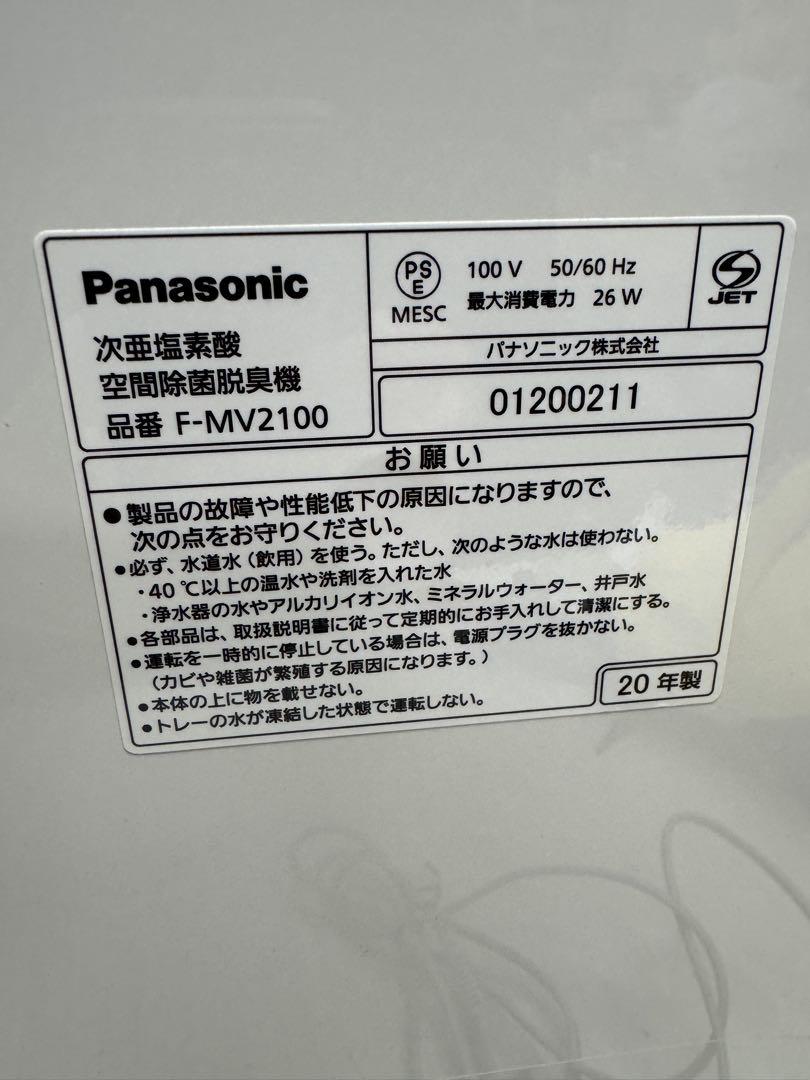 Panasonic
次亜塩素酸
空間除菌脱臭機
品番 F-MV2100
PS
E
MESC
100 V 50/60 Hz
最大消費電力 26 W
JET
パナソニック株式会社
01200211
お願い
●製品の故障や性能低下の原因になりますので、
次の点をお守りください。
●必ず、水道水(飲用)を使う。ただし、次のような水は使わない。
・40 ℃以上の温水や洗剤を入れた水
・浄水器の水やアルカリイオン水、ミネラルウォーター、井戸水
●各部品は、取扱説明書に従って定期的にお手入れして清潔にする。
●運転を一時的に停止している場合は、電源プラグを抜かない。
(カビや雑菌が繁殖する原因になります。)
●本体の上に物を載せない。
●トレーの水が凍結した状態で運転しない。
20 年製